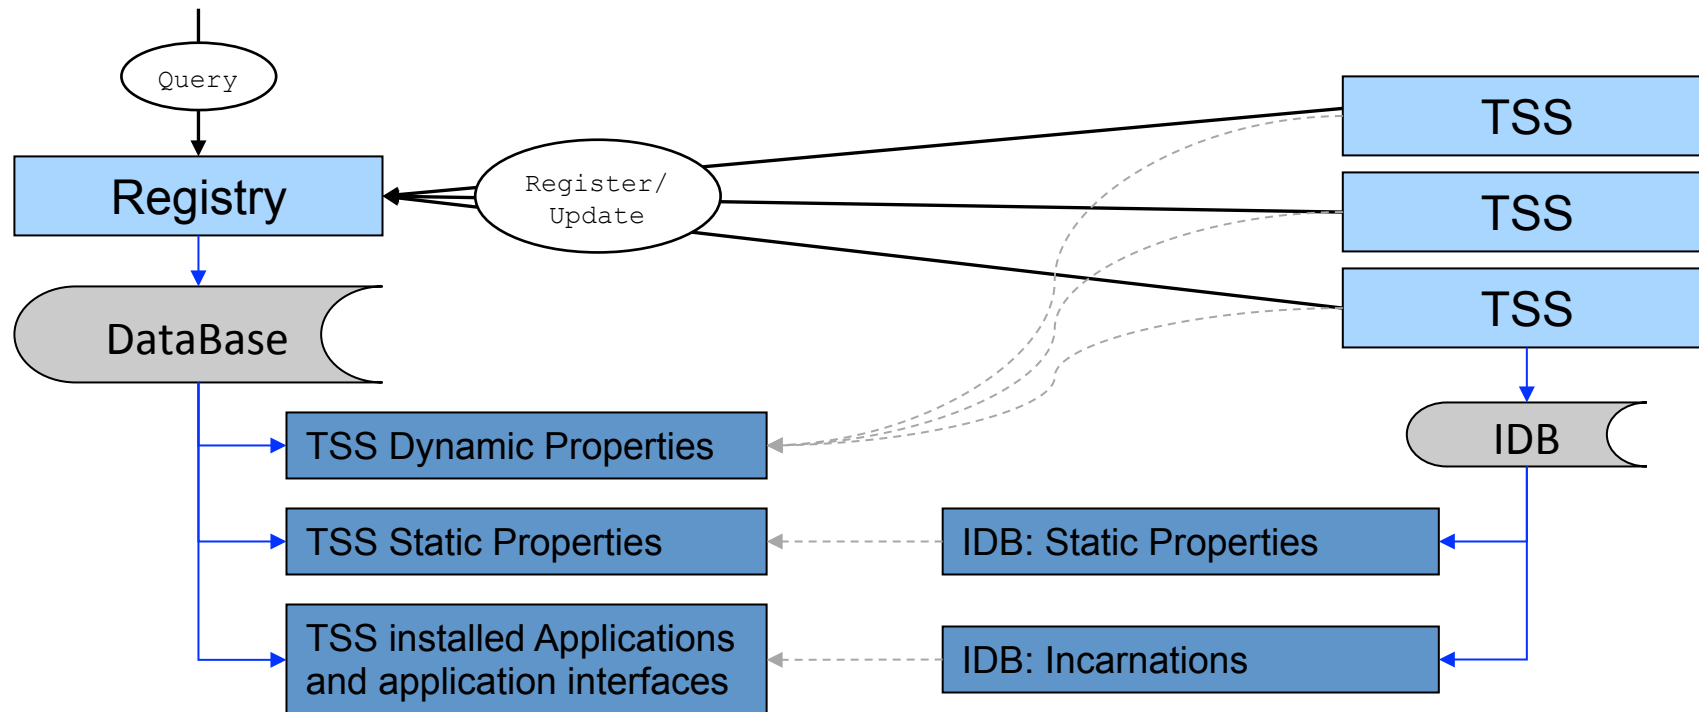 Query
TSS
Registry
Register/
Update
TSS
TSS
DataBase
IDB
TSS Dynamic Properties
TSS Static Properties
IDB: Static Properties
TSS installed Applications
and application interfaces
IDB: Incarnations